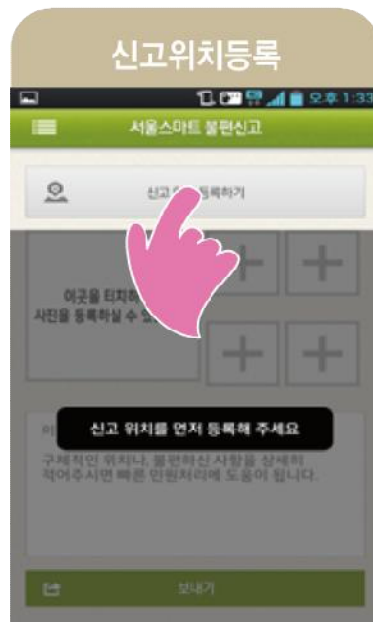 신고위치등록
오후 1:33
서울스마트 불편신고
신고 등록하기
이곳을 터치하
사진을 등록하실 수
신고 위치를 먼저 등록해 주세요
구체적인 위치나, 불편하신 사항을 상세히
적어주시면 빠른 민원처리에 도움이 됩니다.
보내기